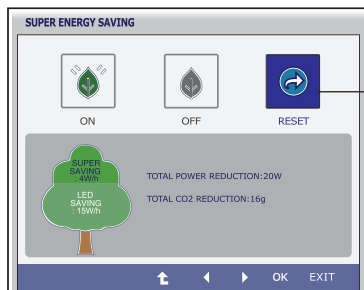 SUPER ENERGY SAVING
ON OFF RESET
SUPER
SAVING
: 4W/h
LED
SAVING
: 15W/h
TOTAL POWER REDUCTION:20W
TOTAL CO2 REDUCTION:16g
OK EXIT